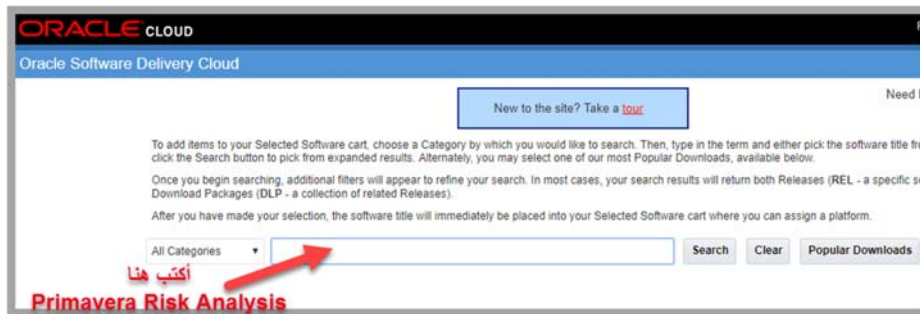 ORACLE CLOUD
Oracle Software Delivery Cloud
Need
New to the site? Take a tour
To add items to your Selected Software cart, choose a Category by which you would like to search. Then, type in the term and either pick the software title
click the Search button to pick from expanded results. Alternately, you may select one of our most Popular Downloads, available below.
Once you begin searching, additional filters will appear to refine your search. In most cases, your search results will return both Releases (REL - a specific
Download Packages (DLP - a collection of related Releases).
After you have made your selection, the software title will immediately be placed into your Selected Software cart where you can assign a platform.
All Categories Search Clear Popular Downloads
أكتب هنا
Primavera Risk Analysis